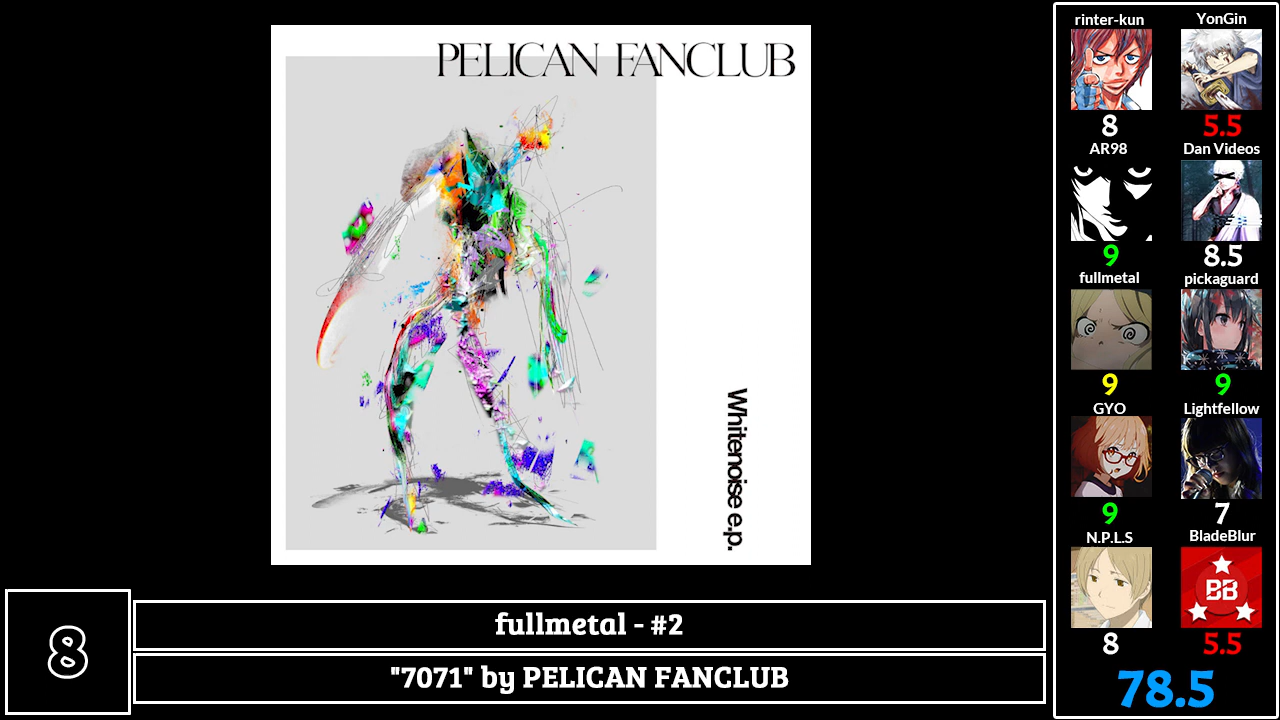 PELICAN FANCLUB
Whitenoise e.p.
8
fullmetal - #2
"7071" by PELICAN FANCLUB
rinter-kun
YonGin
8
5.5
AR98
Dan Videos
9
8.5
fullmetal
pickaguard
9
9
GYO
Lightfellow
9
7
N.P.L.S
BladeBlur
BB
8
5.5
78.5